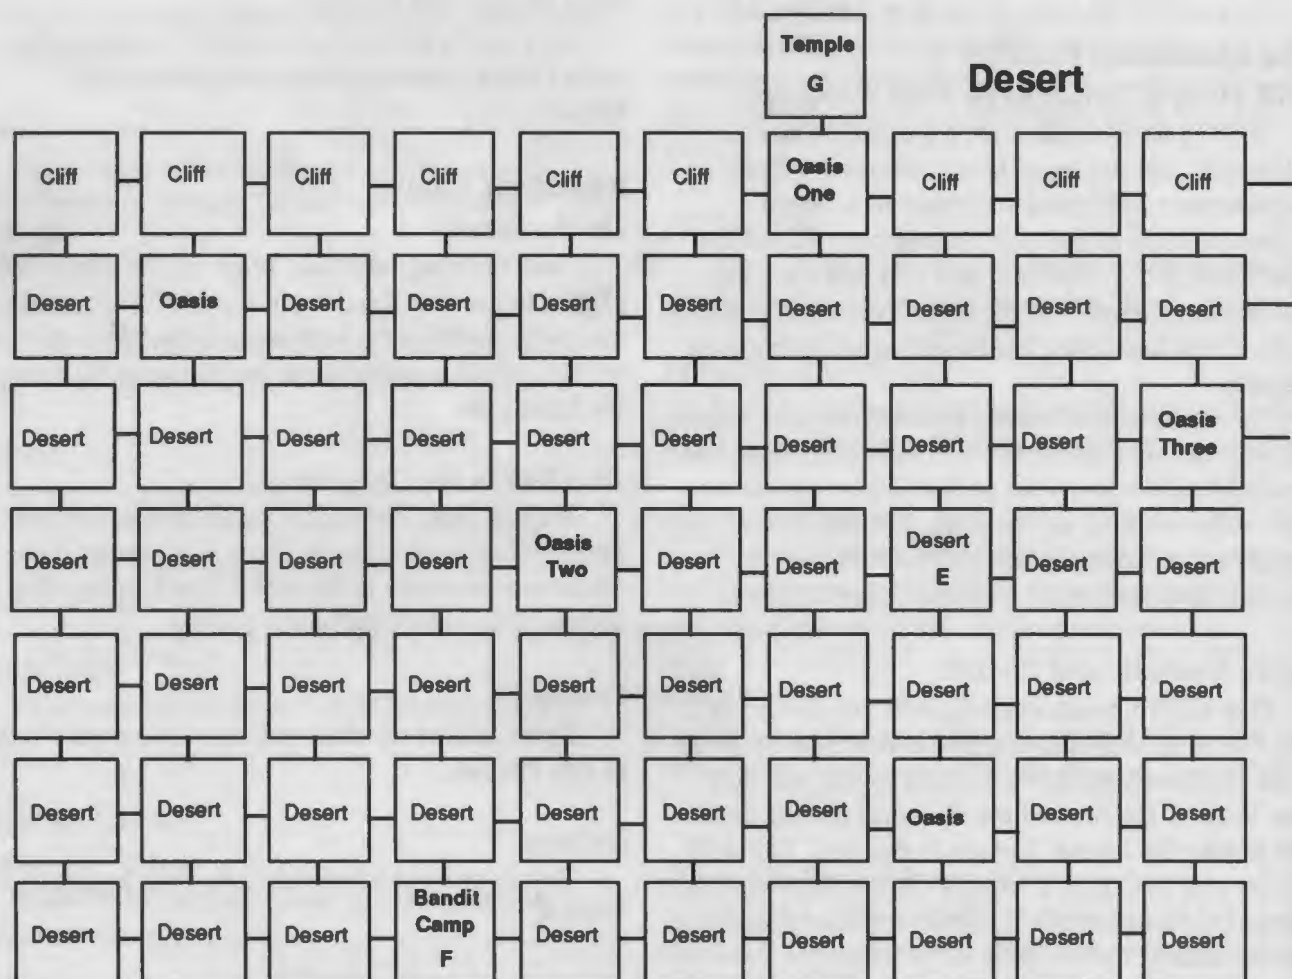 Temple
G
Desert
Cliff Cliff Cliff Cliff Cliff Cliff Oasis Cliff Cliff Cliff
One
Desert Oasis Desert Desert Desert Desert Desert Desert Desert Desert
Desert Desert Desert Desert Desert Desert Desert Desert Desert Oasis
Three
Desert Desert Desert Desert Oasis Desert Desert Desert Desert Desert
Two E
Desert Desert Desert Desert Desert Desert Desert Desert Desert Desert
Desert Desert Desert Desert Desert Desert Desert Oasis Desert Desert
Desert Desert Desert Bandit Desert Desert Desert Desert Desert Desert
Camp
F